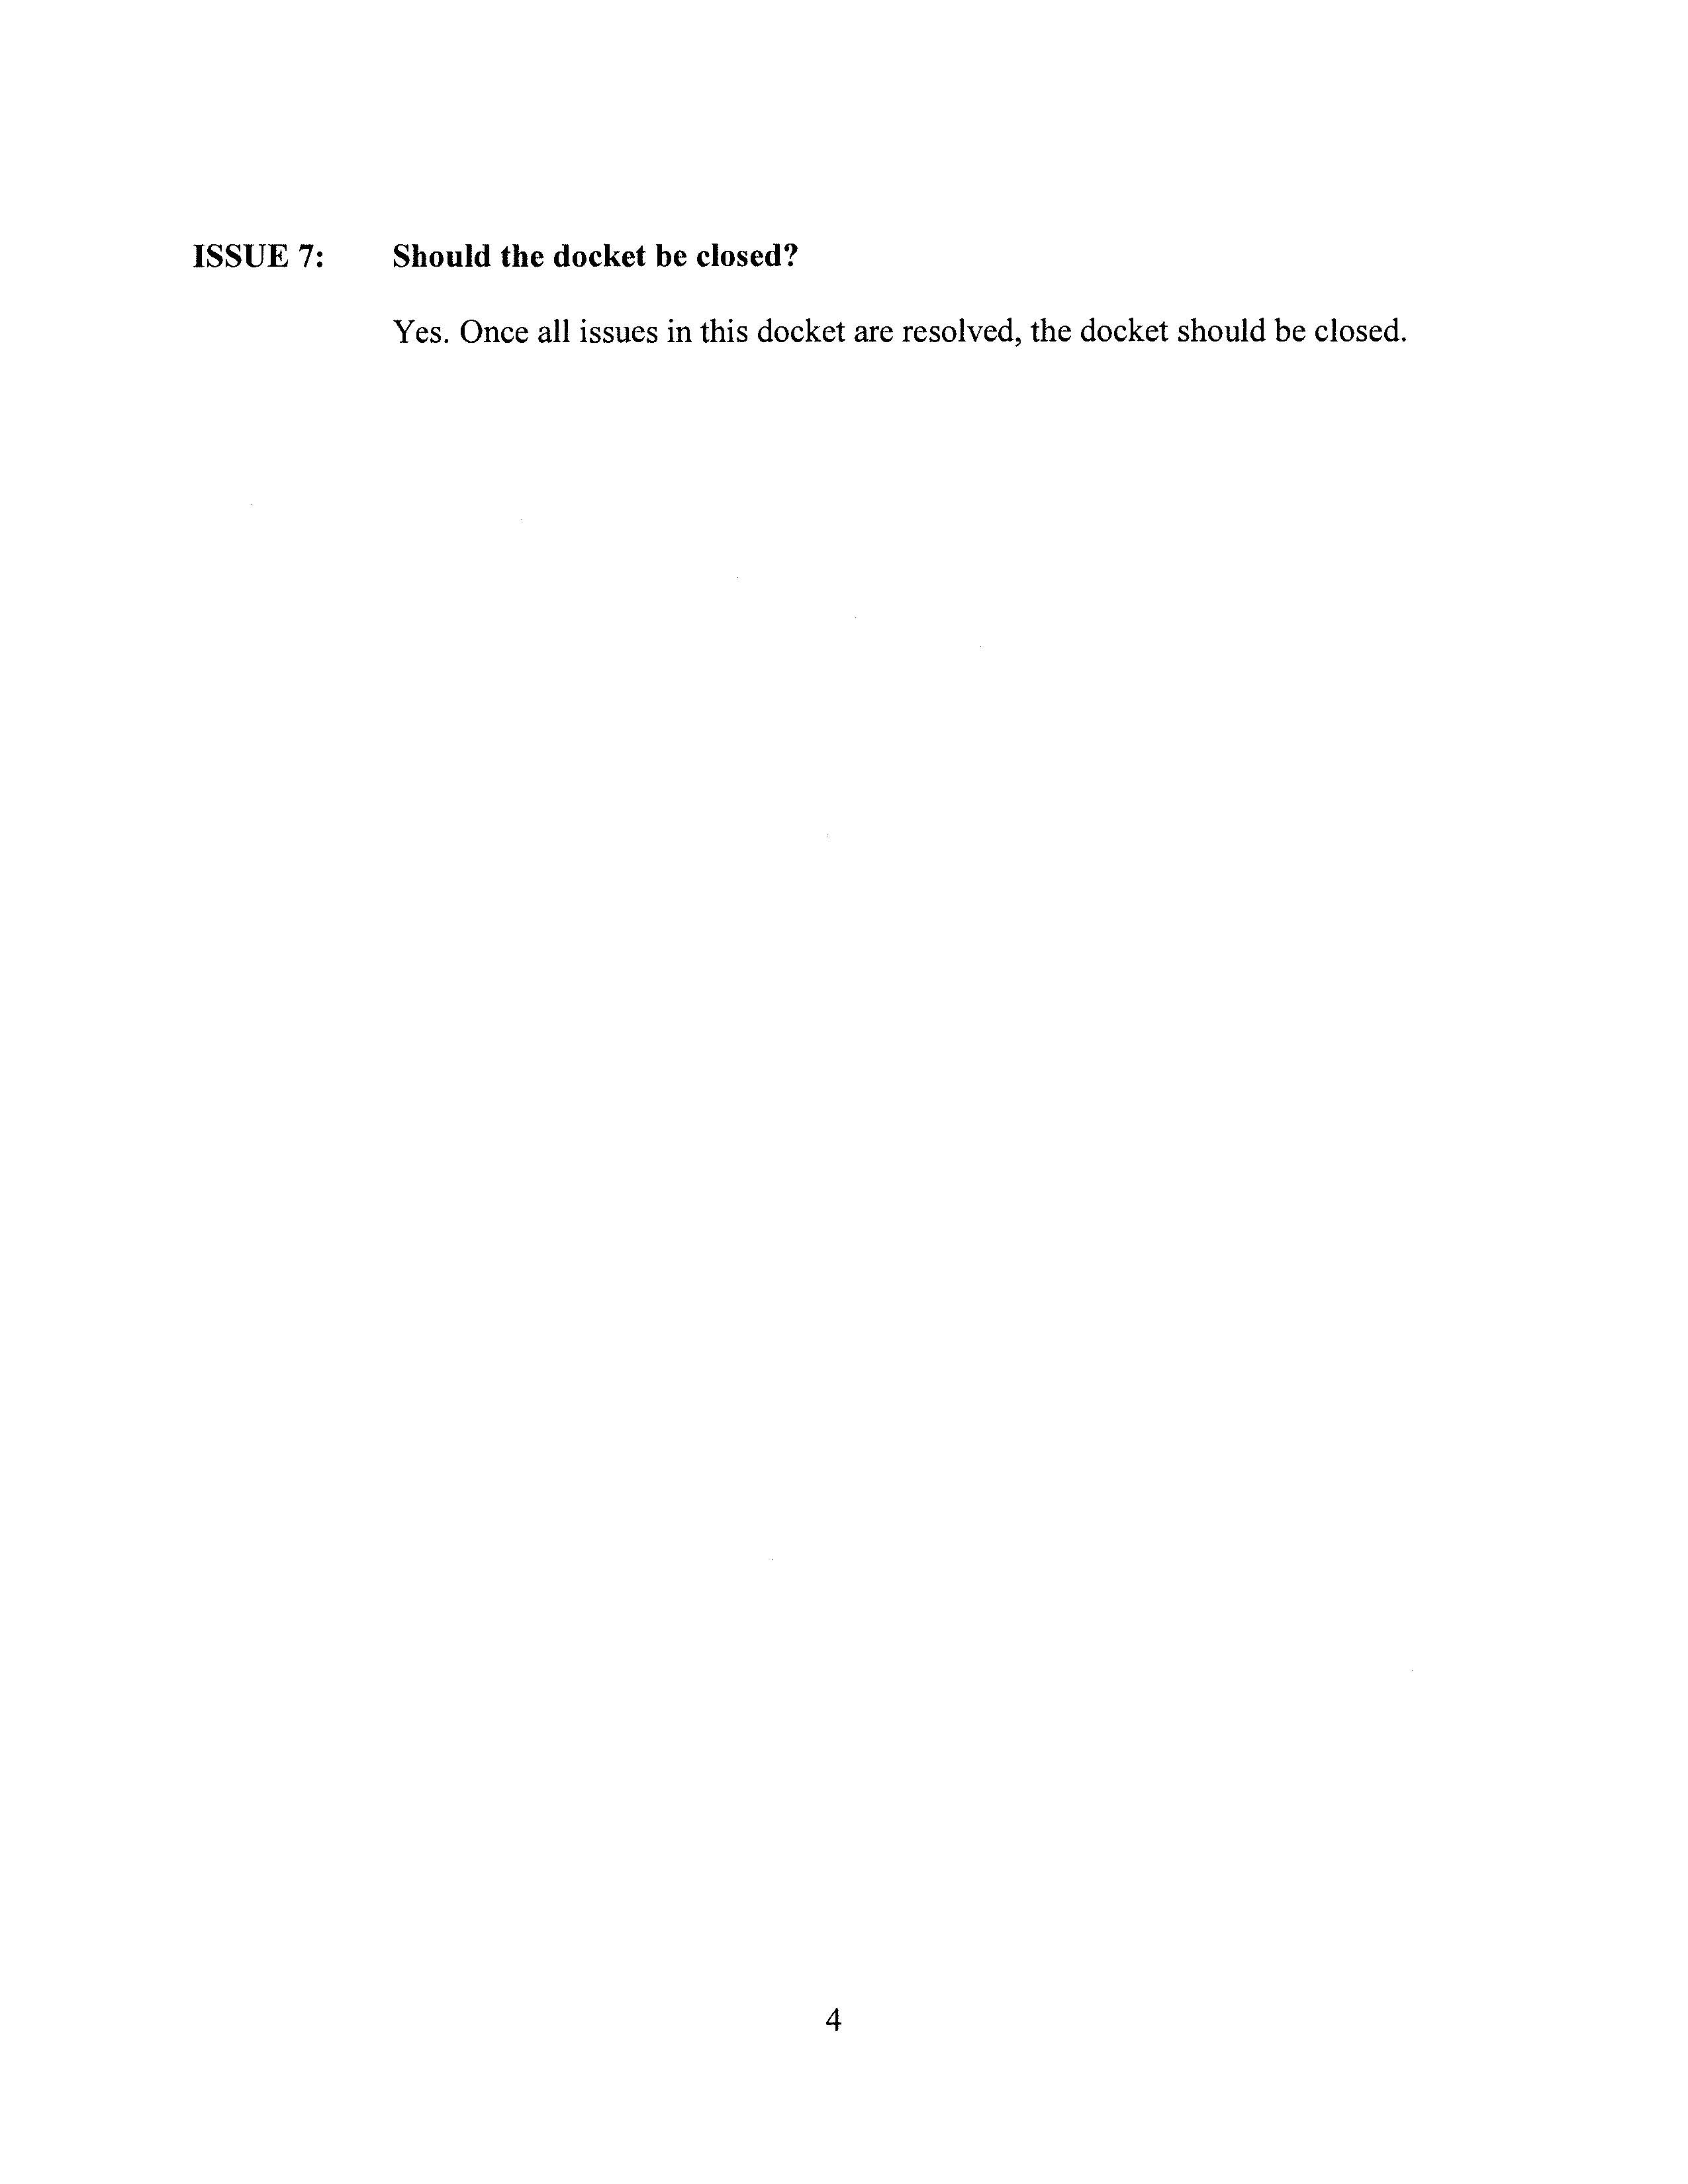 ISSUE 7: Should the docket be closed?
Yes. Once all issues in this docket are resolved, the docket should be closed.
4